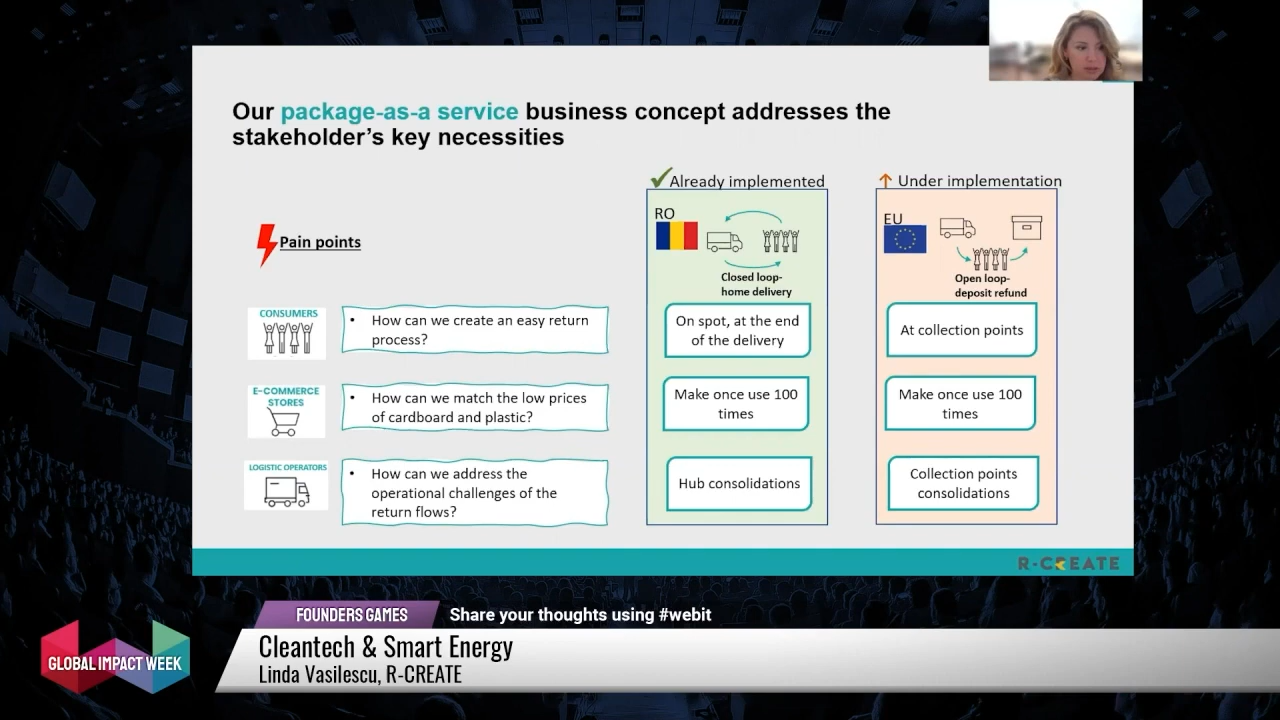 Our package-as-a service business concept addresses the
stakeholder's key necessities
Already implemented
Under implementation
Pain points
RO
Closed loop-
home delivery
EU
Open loop-
deposit refund
CONSUMERS
• How can we create an easy return
process?
On spot, at the end
of the delivery
At collection points
E-COMMERCE
STORES
• How can we match the low prices
of cardboard and plastic?
Make once use 100
times
Make once use 100
times
LOGISTIC OPERATORS
• How can we address the
operational challenges of the
return flows?
Hub consolidations
Collection points
consolidations
R-CREATE
FOUNDERS GAMES
Share your thoughts using #webit
GLOBAL IMPACT WEEK
Cleantech & Smart Energy
Linda Vasilescu, R-CREATE